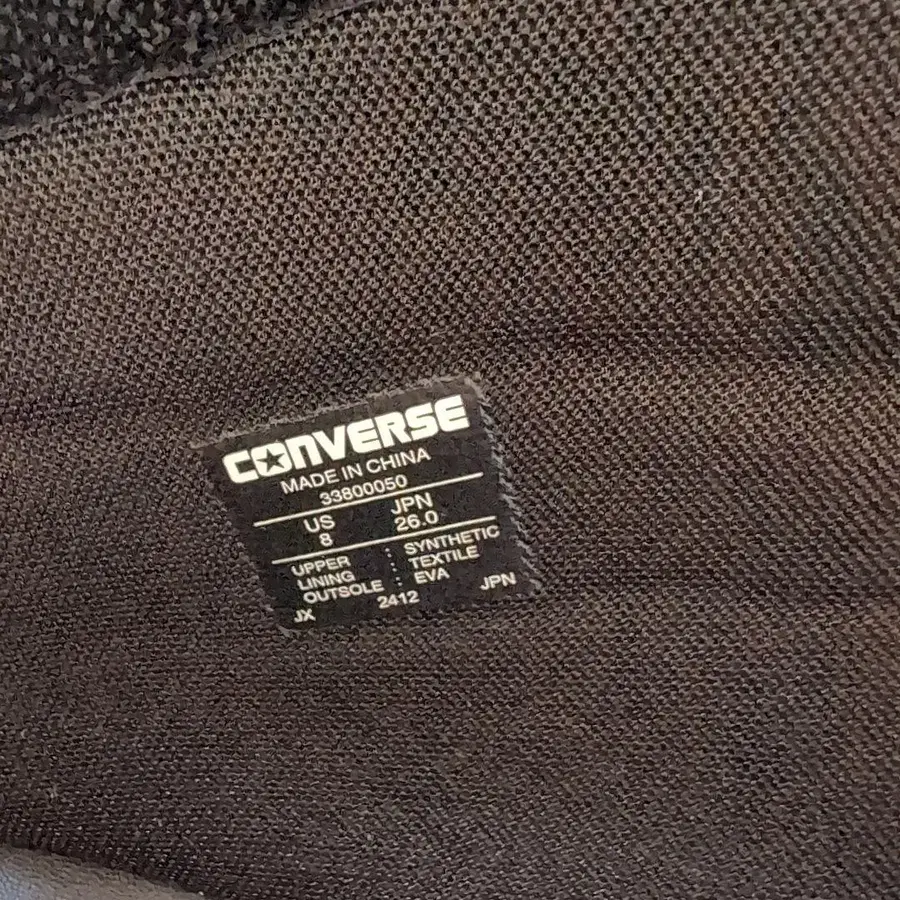 CONVERSE
MADE IN CHINA
33800050
US JPN
8 26.0
UPPER : SYNTHETIC
LINING : TEXTILE
OUTSOLE : EVA
JX 2412 JPN